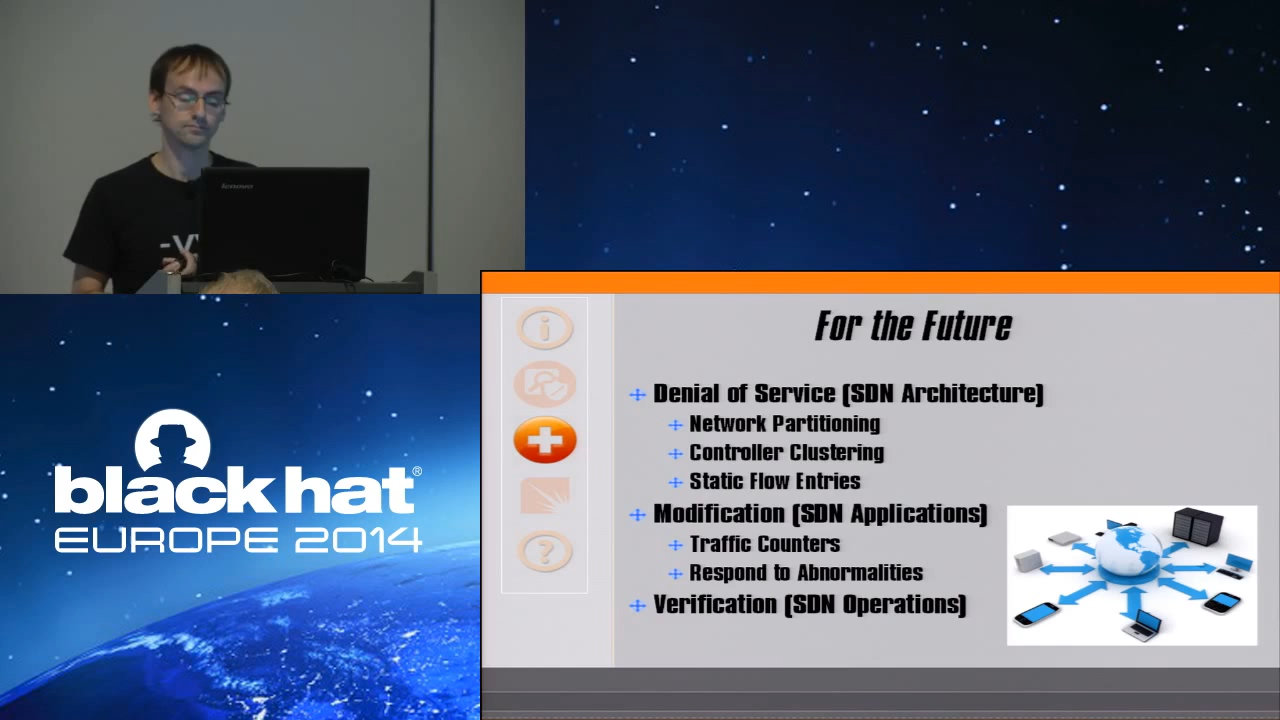 lenovo
For the Future
Denial of Service (SDN Architecture)
Network Partitioning
Controller Clustering
Static Flow Entries
Modification (SDN Applications)
Traffic Counters
Respond to Abnormalities
Verification (SDN Operations)
black hat®
EUROPE 2014